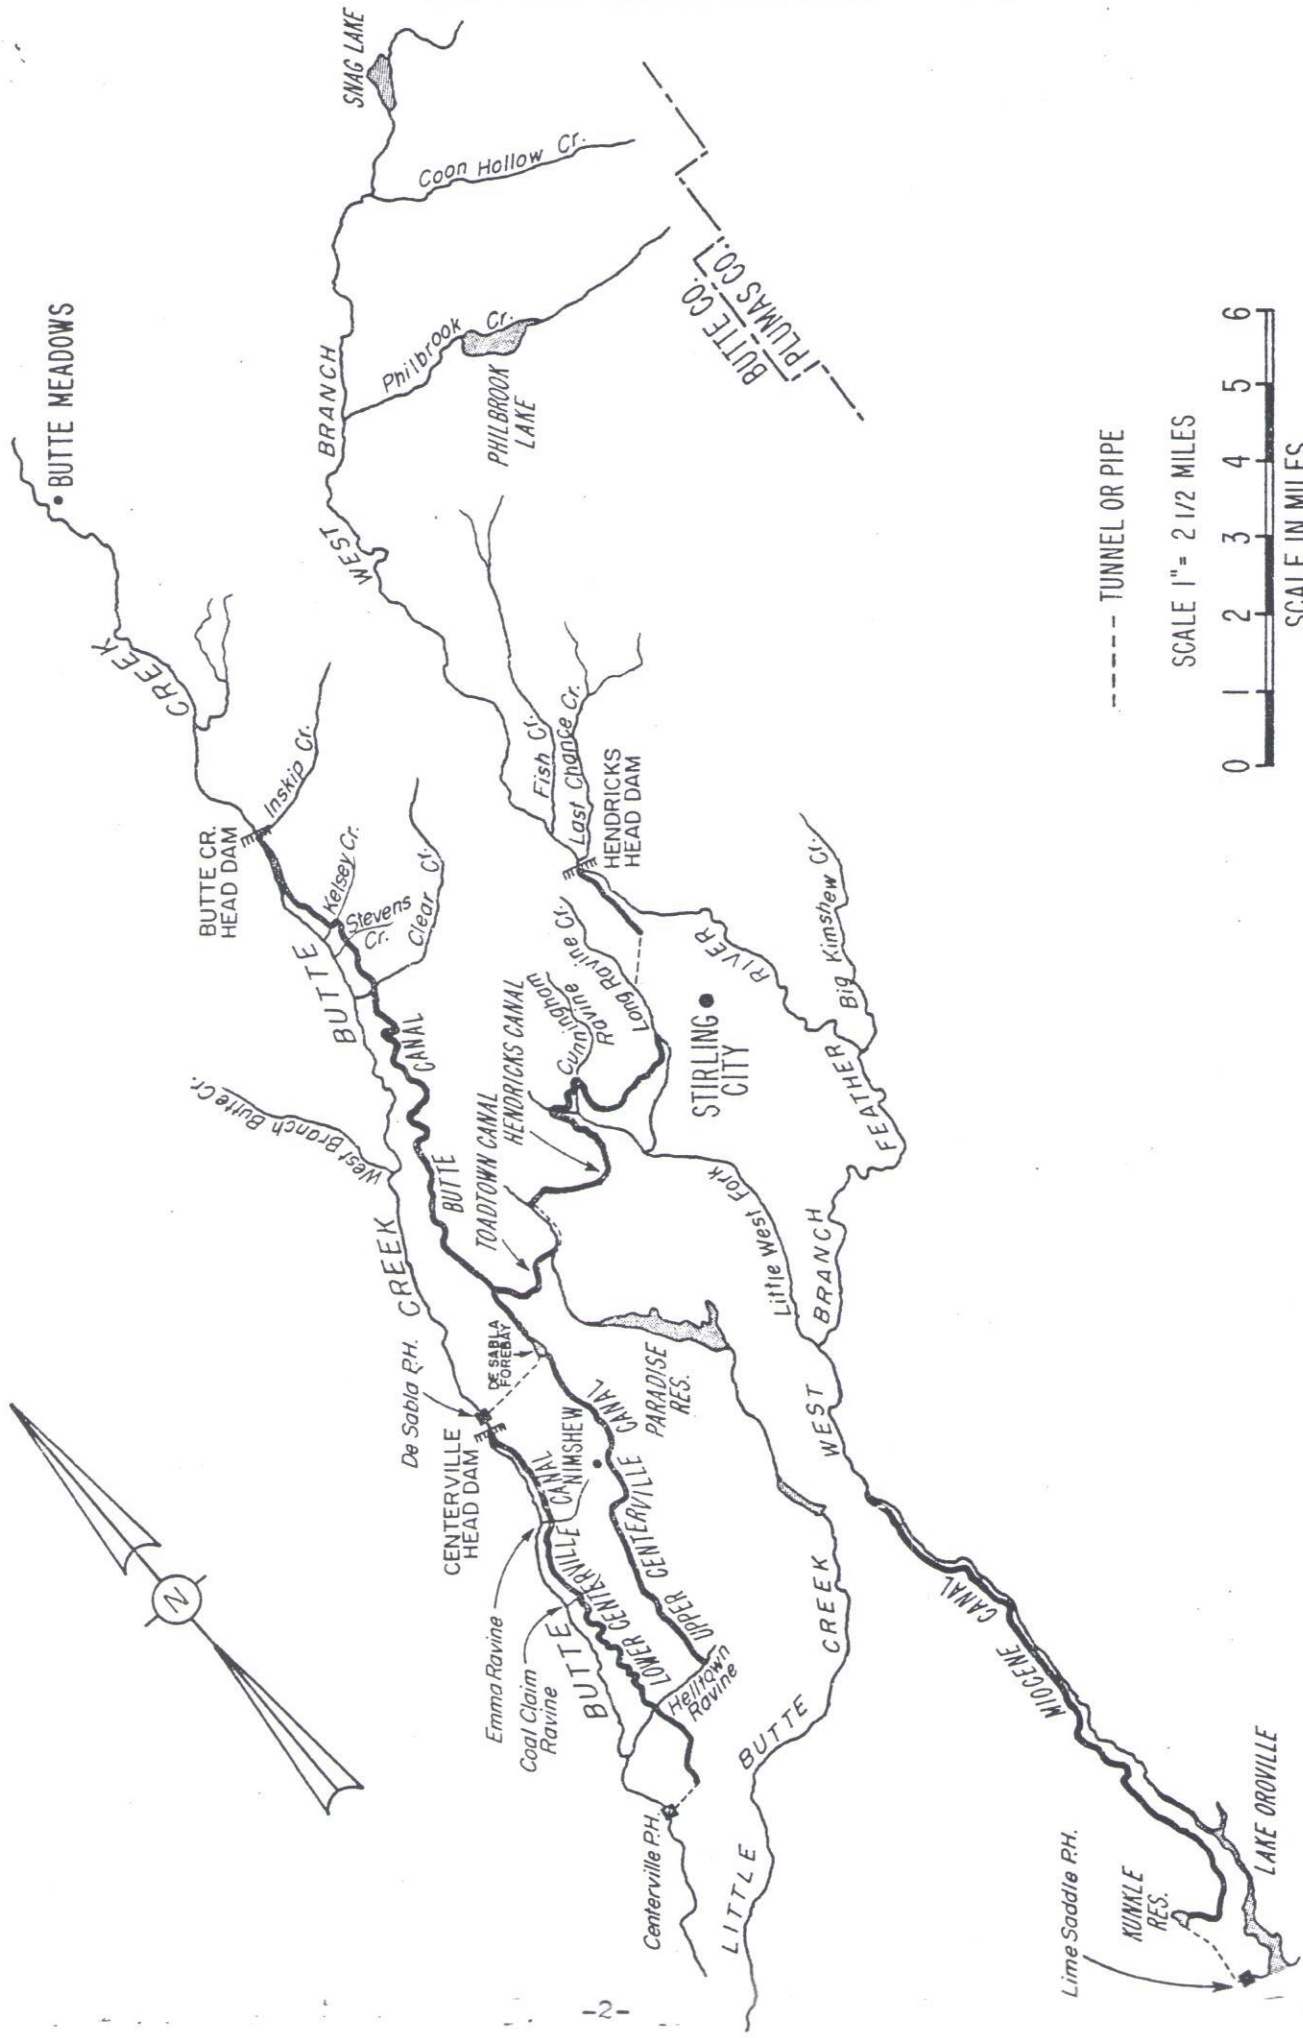 SNAG LAKE
Coon Hollow Cr.
BUTTE MEADOWS
Philbrook Cr.
PHILBROOK
LAKE
BUTTE CO.
PLUMAS CO.
WEST BRANCH
CREEK
Inskip Cr.
BUTTE CR.
HEAD DAM
Kelsey Cr.
Stevens
Cr.
Clear Cr.
Fish Cr.
Last Chance Cr.
HENDRICKS
HEAD DAM
BUTTE
CANAL
West Branch Butte Cr.
BUTTE
CREEK
Cunningham
Ravine
Long Ravine Cr.
TOADTOWN CANAL
HENDRICKS CANAL
STIRLING
CITY
RIVER
Big Kimshew Cr.
FEATHER
BRANCH
Little West Fork
WEST
De Sabla P.H.
DE SABLA
FOREBAY
CENTERVILLE
HEAD DAM
PARADISE
RES.
NIMSHEW
LOWER CENTERVILLE CANAL
UPPER CENTERVILLE CANAL
Emma Ravine
Coal Claim
Ravine
BUTTE
Helltown
Ravine
Centerville P.H.
LITTLE BUTTE CREEK
MIOCENE CANAL
Lime Saddle P.H.
KUNKLE
RES.
LAKE OROVILLE
N
TUNNEL OR PIPE
SCALE 1"= 2 1/2 MILES
0 1 2 3 4 5 6
SCALE IN MILES
-2-